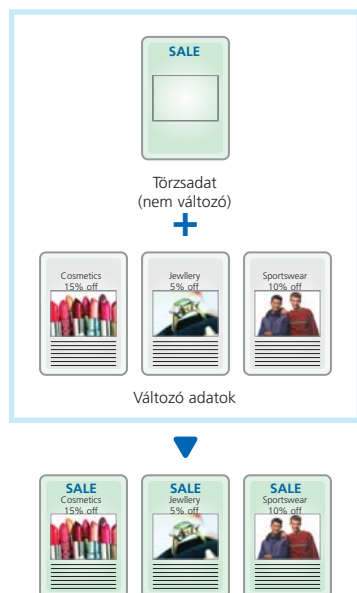 SALE
Törzsadat
(nem változó)
+
Cosmetics
15% off
Jewllery
5% off
Sportswear
10% off
Változó adatok
SALE
Cosmetics
15% off
SALE
Jewllery
5% off
SALE
Sportswear
10% off